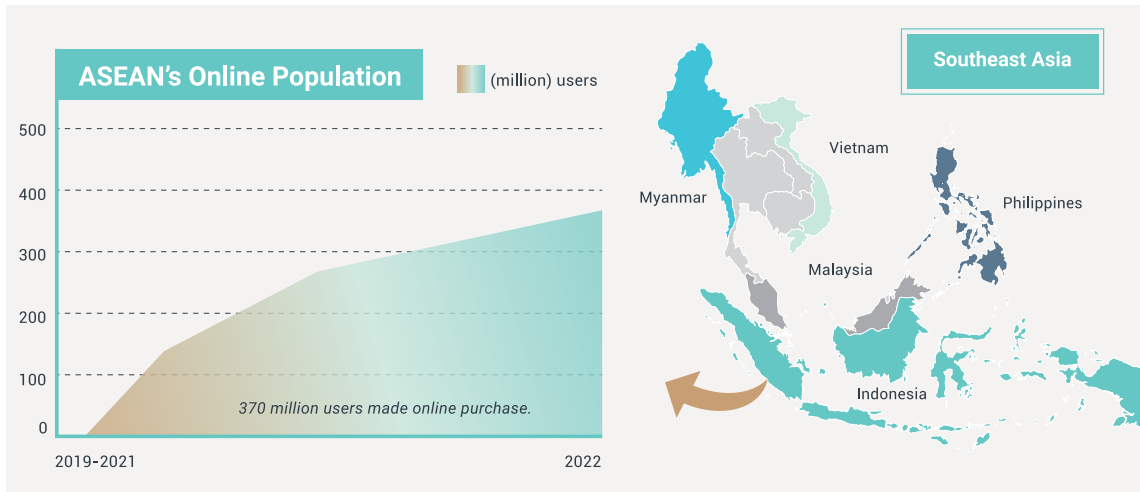 ASEAN's Online Population
(million) users
500
400
300
200
100
0
370 million users made online purchase.
2019-2021
2022
Southeast Asia
Vietnam
Myanmar
Philippines
Malaysia
Indonesia